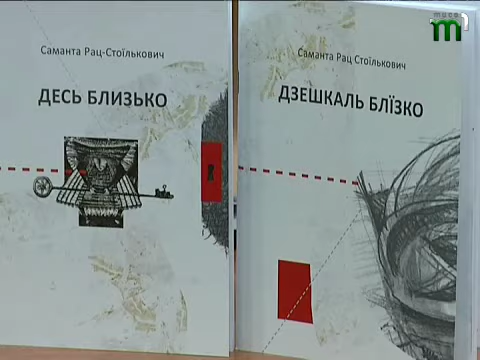 Саманта Рац-Стоїлькович
ДЕСЬ БЛИЗЬКО
Саманта Рац Стоїлькович
ДЗЕШКАЛЬ БЛЇЗКО